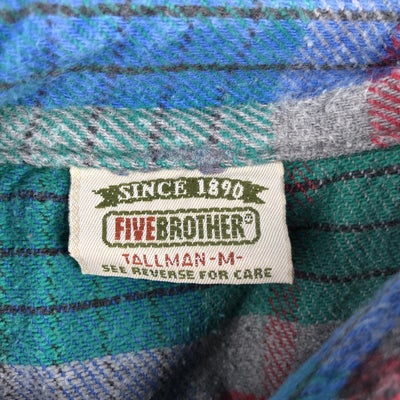 SINCE 1890
FIVEBROTHER
TALLMAN-M-
SEE REVERSE FOR CARE